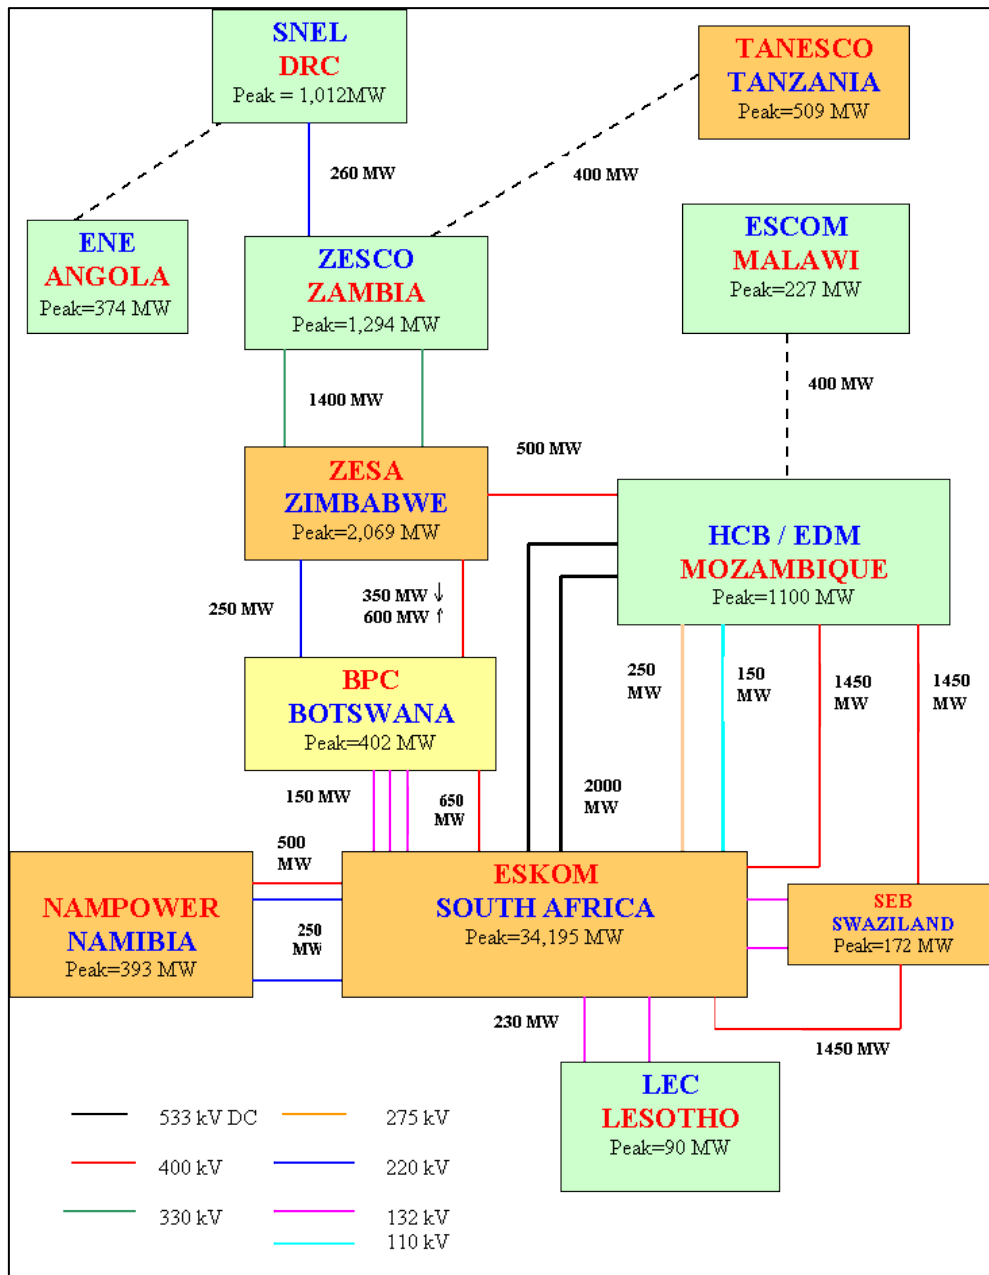 SNEL
DRC
Peak = 1,012MW
TANESCO
TANZANIA
Peak=509 MW
260 MW
400 MW
ENE
ANGOLA
Peak=374 MW
ZESCO
ZAMBIA
Peak=1,294 MW
ESCOM
MALAWI
Peak=227 MW
1400 MW
400 MW
500 MW
ZESA
ZIMBABWE
Peak=2,069 MW
HCB / EDM
MOZAMBIQUE
Peak=1100 MW
250 MW
350 MW ↓
600 MW ↑
BPC
BOTSWANA
Peak=402 MW
250
MW
150
MW
1450
MW
1450
MW
150 MW
650
MW
2000
MW
500
MW
NAMPOWER
NAMIBIA
Peak=393 MW
250
MW
ESKOM
SOUTH AFRICA
Peak=34,195 MW
SEB
SWAZILAND
Peak=172 MW
230 MW
1450 MW
LEC
LESOTHO
Peak=90 MW
533 kV DC
275 kV
400 kV
220 kV
330 kV
132 kV
110 kV